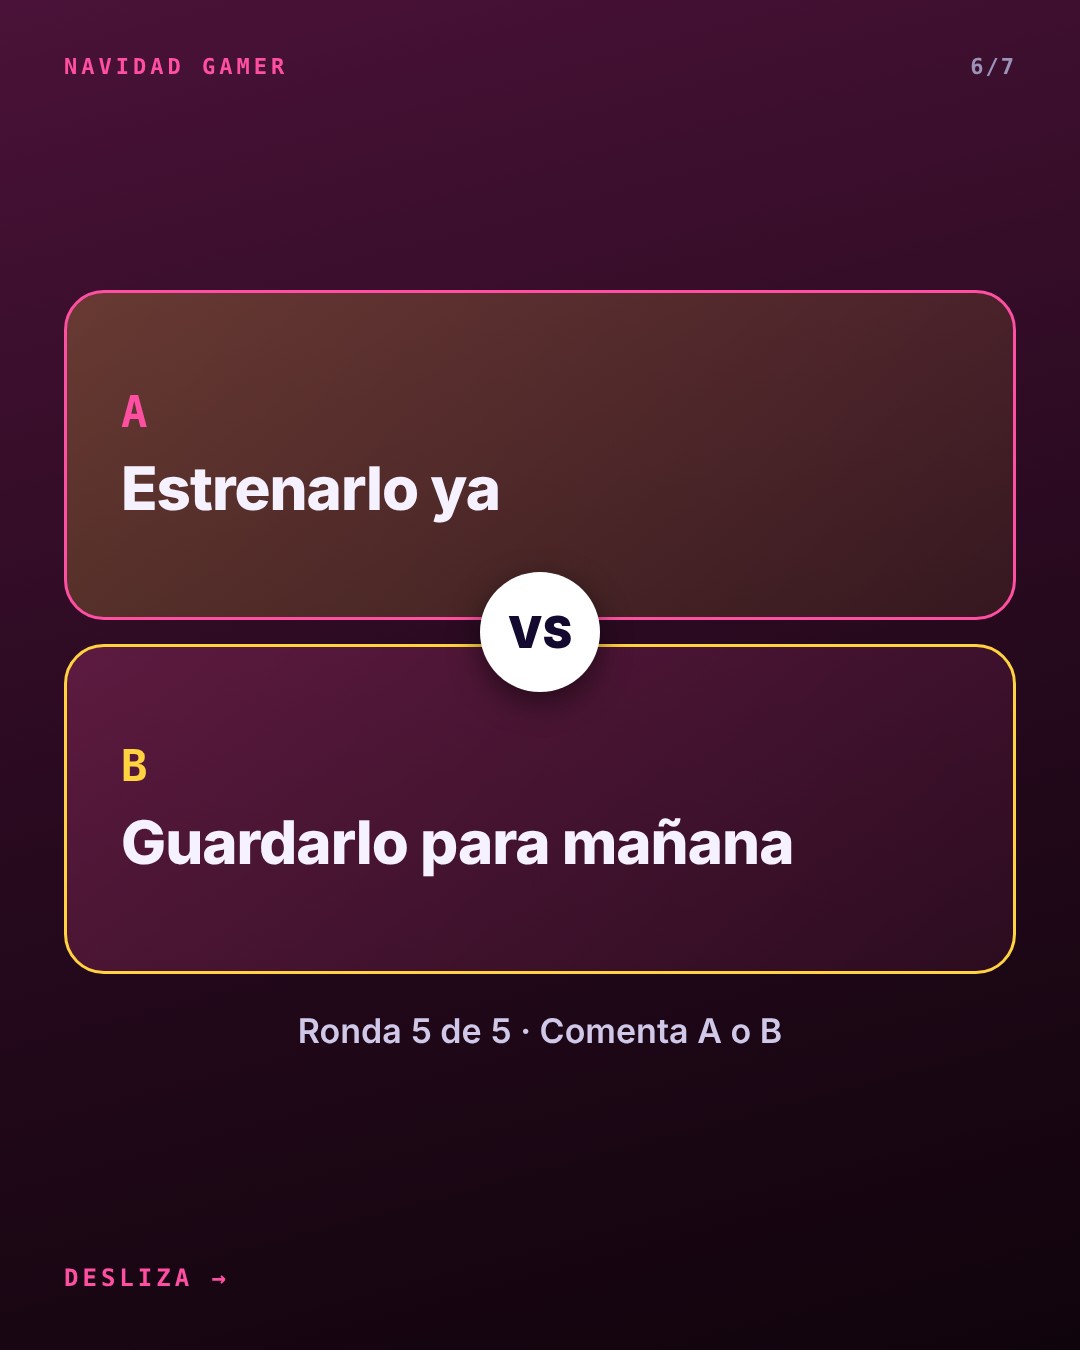 NAVIDAD GAMER
6/7
A
Estrenarlo ya
VS
B
Guardarlo para mañana
Ronda 5 de 5 · Comenta A o B
DESLIZA →